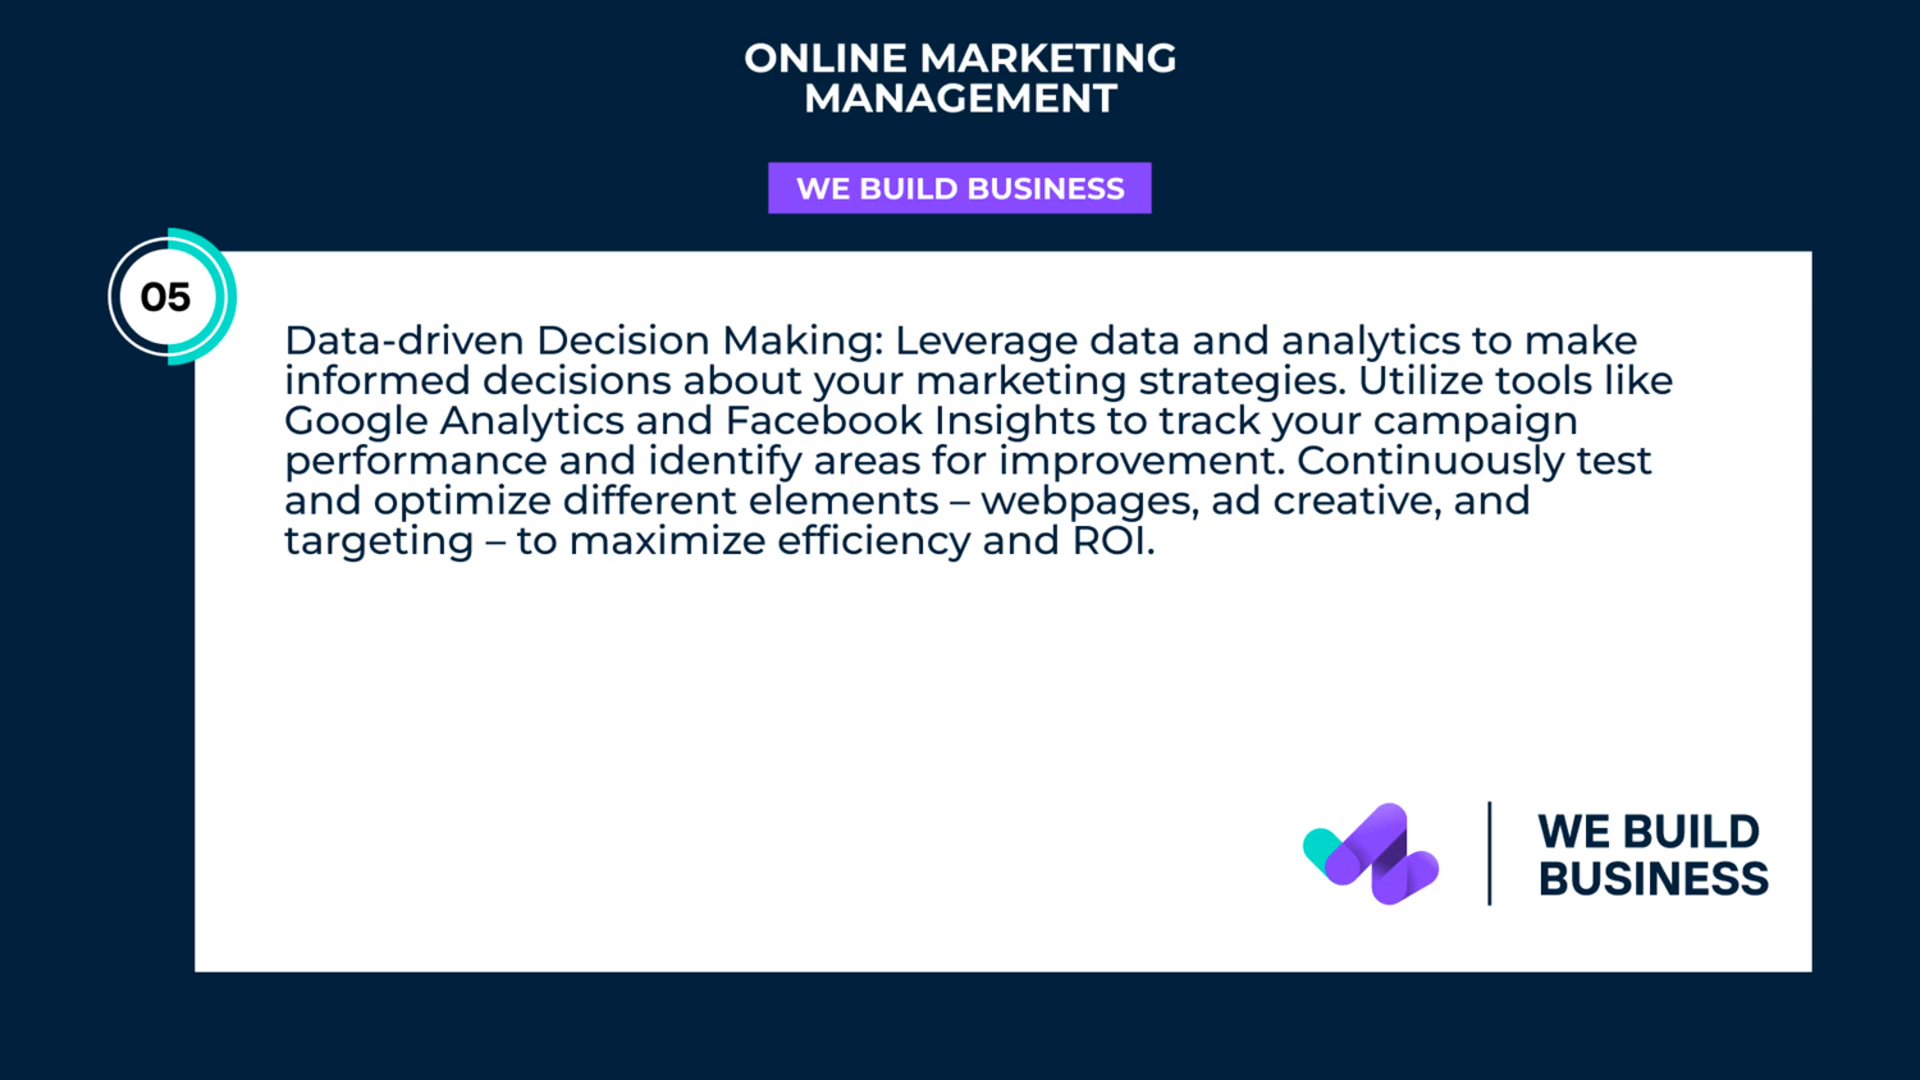 ONLINE MARKETING
MANAGEMENT
WE BUILD BUSINESS
05
Data-driven Decision Making: Leverage data and analytics to make
informed decisions about your marketing strategies. Utilize tools like
Google Analytics and Facebook Insights to track your campaign
performance and identify areas for improvement. Continuously test
and optimize different elements – webpages, ad creative, and
targeting – to maximize efficiency and ROI.
WE BUILD
BUSINESS